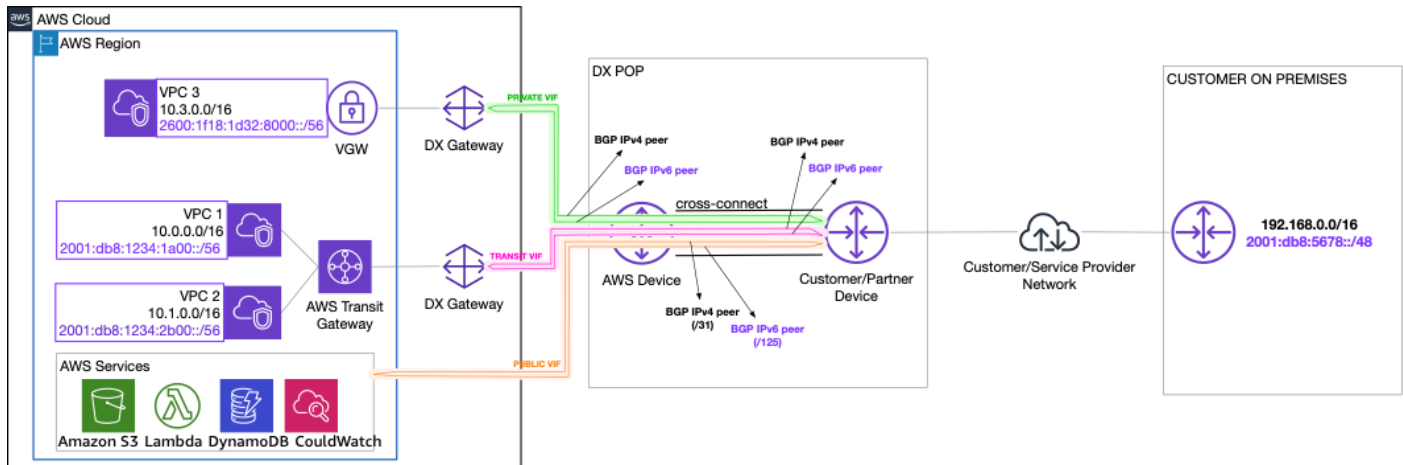 aws
AWS Cloud
AWS Region
VPC 3
10.3.0.0/16
2600:1f18:1d32:8000::/56
VGW
DX Gateway
PRIVATE VIF
VPC 1
10.0.0.0/16
2001:db8:1234:1a00::/56
VPC 2
10.1.0.0/16
2001:db8:1234:2b00::/56
AWS Transit
Gateway
DX Gateway
TRANSIT VIF
AWS Services
Amazon S3
Lambda
DynamoDB
CouldWatch
PUBLIC VIF
DX POP
BGP IPv4 peer
BGP IPv6 peer
BGP IPv4 peer
BGP IPv6 peer
cross-connect
AWS Device
Customer/Partner
Device
BGP IPv4 peer
(/31)
BGP IPv6 peer
(/125)
Customer/Service Provider
Network
CUSTOMER ON PREMISES
192.168.0.0/16
2001:db8:5678::/48